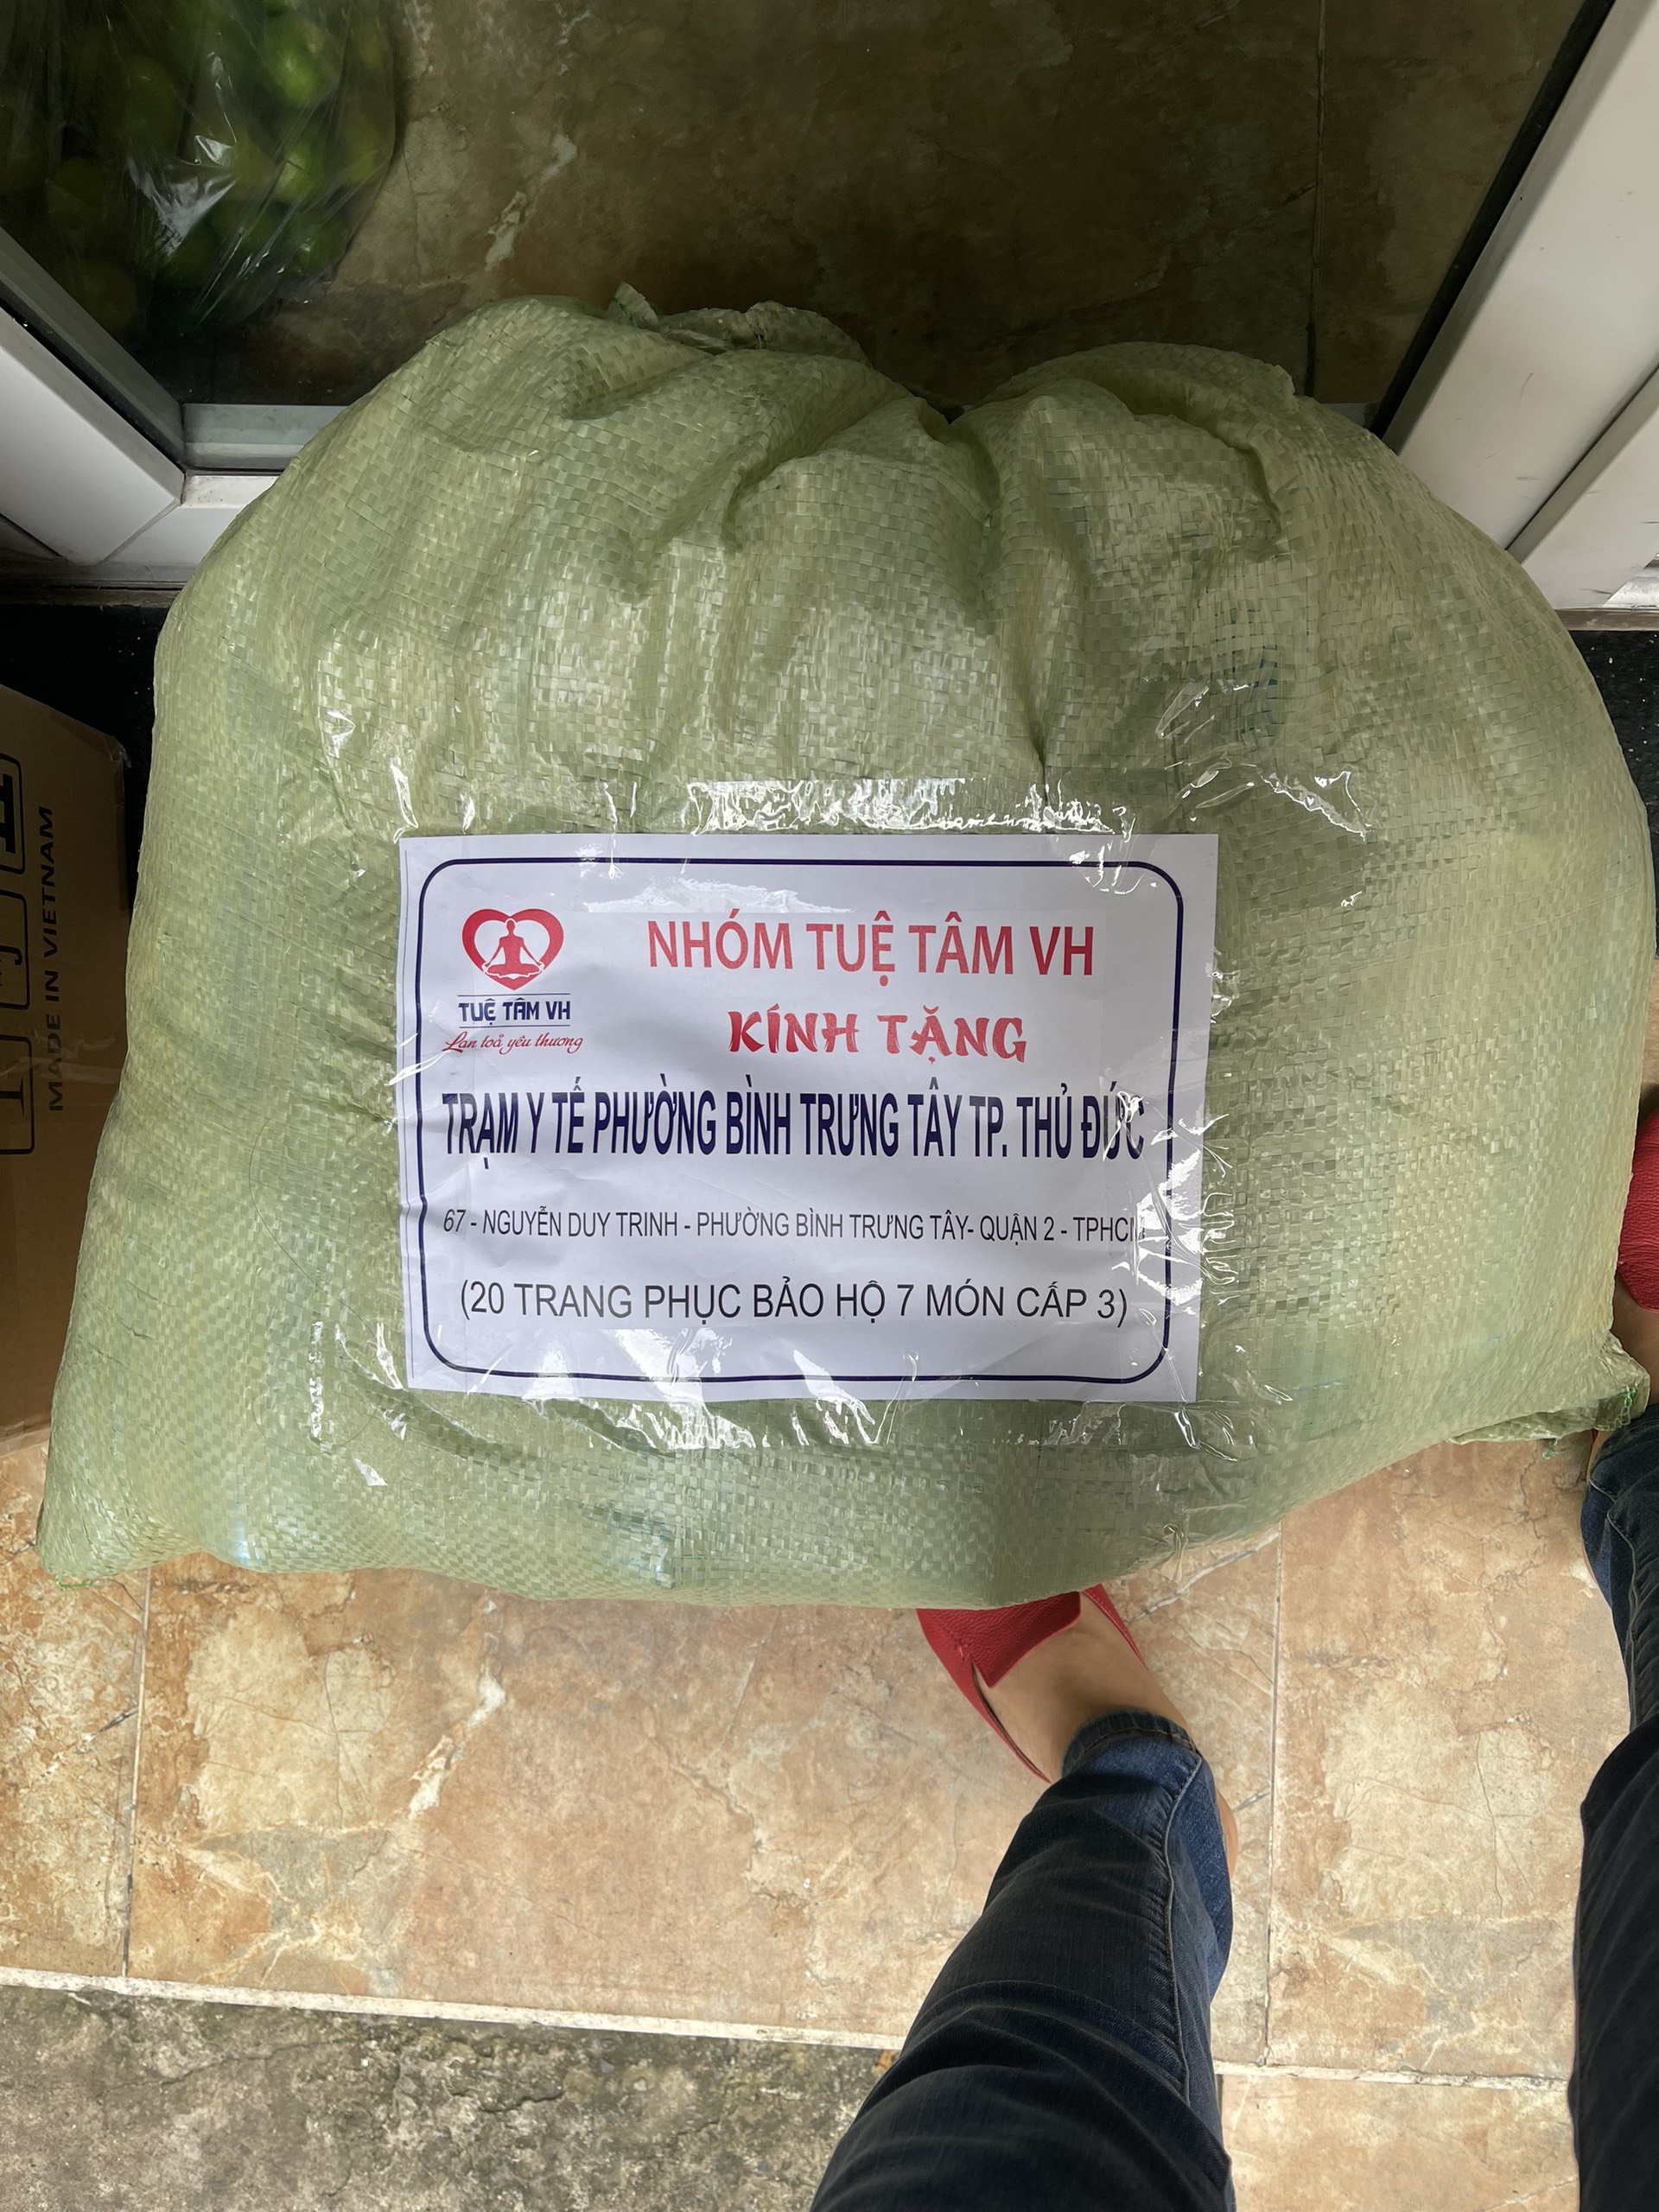 NHÓM TUỆ TÂM VH
TUỆ TÂM VH
Lan toả yêu thương
KÍNH TẶNG
TRẠM Y TẾ PHƯỜNG BÌNH TRƯNG TÂY TP. THỦ ĐỨC
67 - NGUYỄN DUY TRINH - PHƯỜNG BÌNH TRƯNG TÂY- QUẬN 2 - TPHCM
(20 TRANG PHỤC BẢO HỘ 7 MÓN CẤP 3)
MADE IN VIETNAM